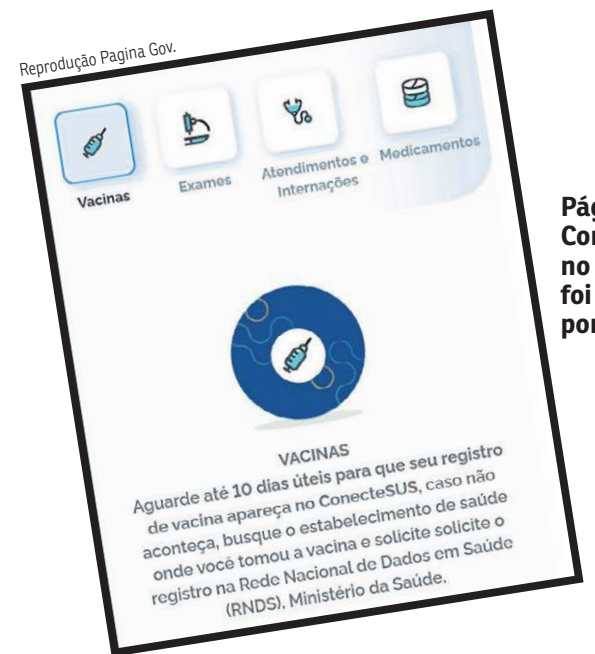 Reprodução Pagina Gov.
Vacinas
Exames
Atendimentos e
Internações
Medicamentos
VACINAS
Aguarde até 10 dias úteis para que seu registro
de vacina apareça no ConecteSUS, caso não
aconteça, busque o estabelecimento de saúde
onde você tomou a vacina e solicite solicite o
registro na Rede Nacional de Dados em Saúde
(RNDS), Ministério da Saúde.
no
foi